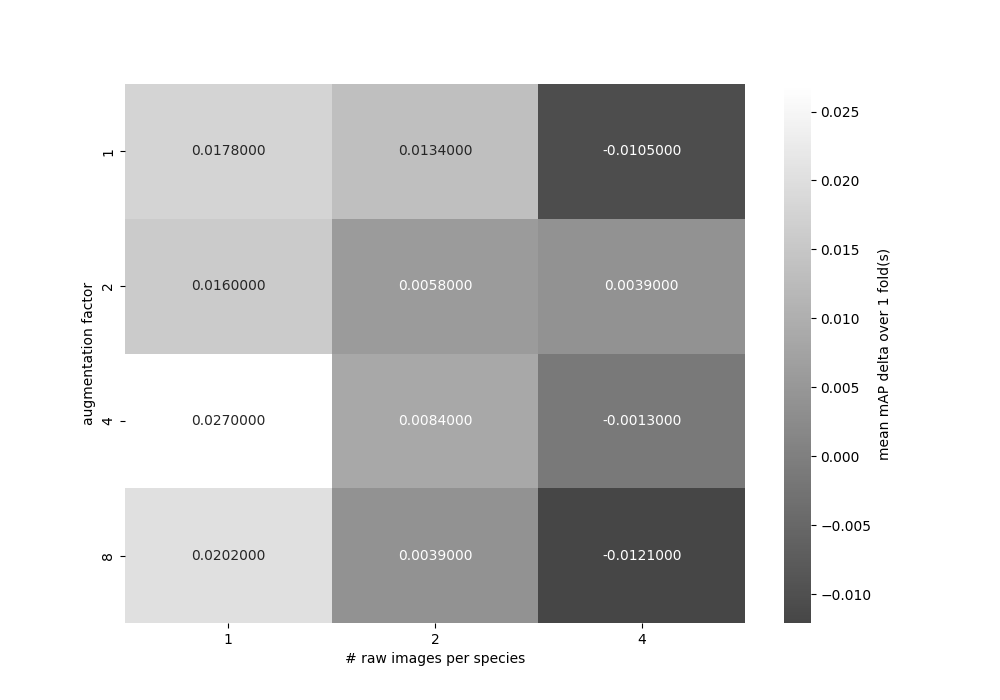 1 0.0178000 0.0134000 -0.0105000
2 0.0160000 0.0058000 0.0039000
4 0.0270000 0.0084000 -0.0013000
8 0.0202000 0.0039000 -0.0121000
1 2 4
# raw images per species
augmentation factor
0.025
0.020
0.015
0.010
0.005
0.000
−0.005
−0.010
mean mAP delta over 1 fold(s)